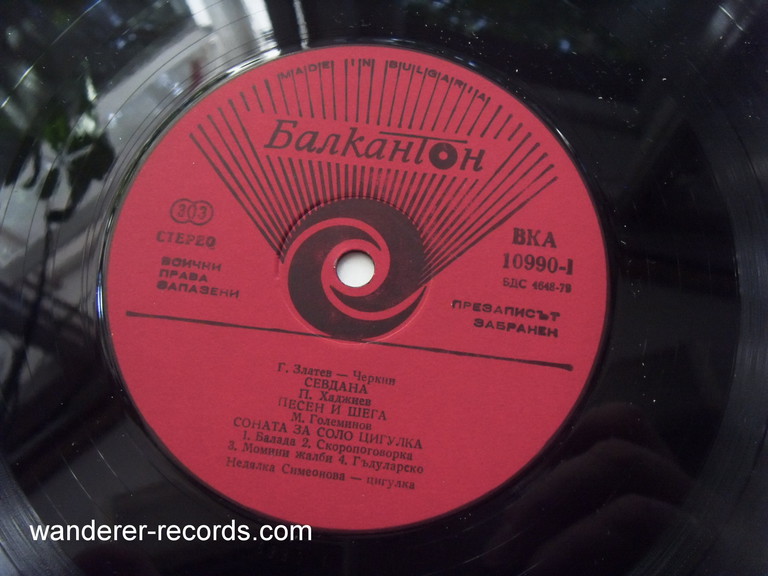 MADE IN BULGARIA
Балкантон
303
СТЕРЕО
ВСИЧКИ
ПРАВА
ЗАПАЗЕНИ
ВКА
10990-I
БДС 4648-79
ПРЕЗАПИСЪТ
ЗАБРАНЕН
Г. Златев — Черкин
СЕВДАНА
П. Хаджиев
ПЕСЕН И ШЕГА
М. Големинов
СОНАТА ЗА СОЛО ЦИГУЛКА
1. Балада 2. Скоропоговорка
3. Момини жалби 4. Гъдуларско
Недялка Симеонова — цигулка
wanderer-records.com